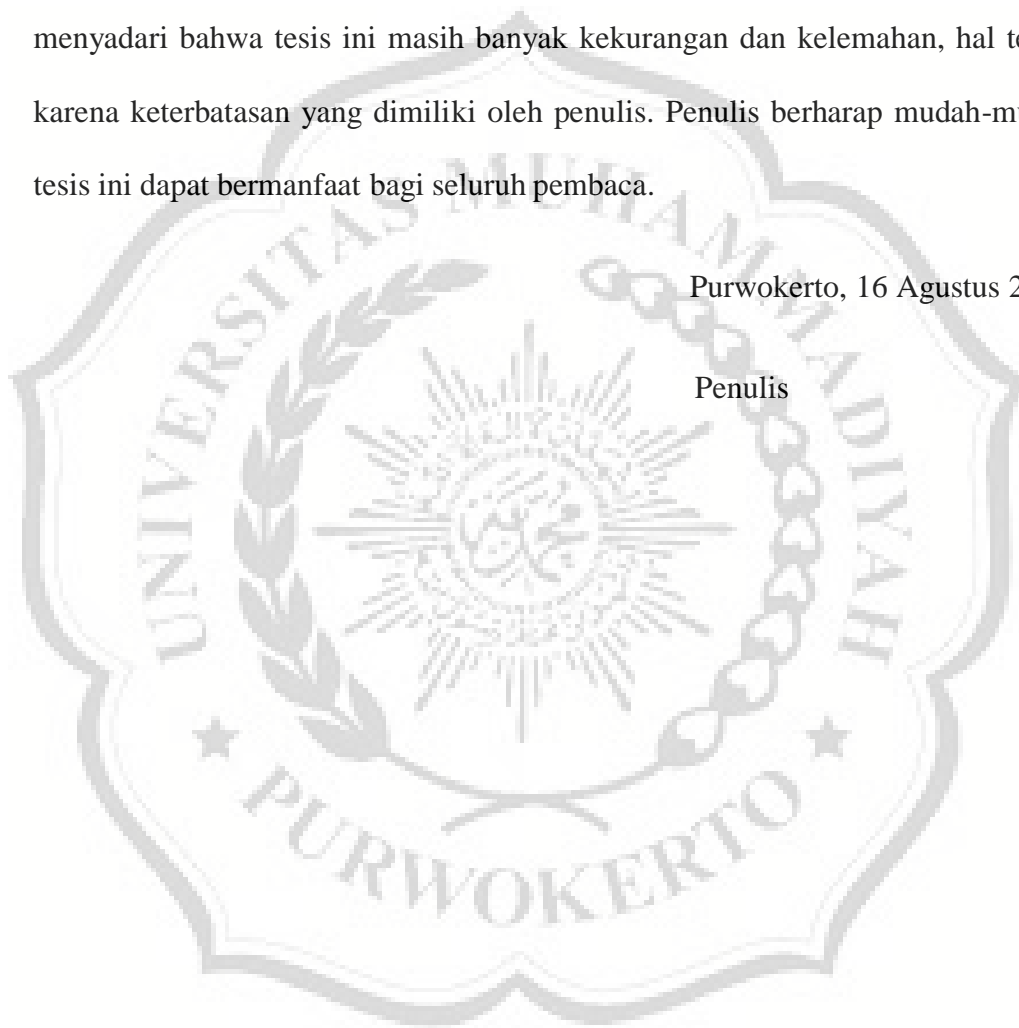 menyadari bahwa tesis ini masih banyak kekurangan dan kelemahan, hal
karena keterbatasan yang dimiliki oleh penulis. Penulis berharap
tesis ini dapat bermanfaat bagi seluruh pembaca.
Purwokerto, 16 Agustus
Penulis
UNIVERSITAS MUHAMMADIYAH
PURWOKERTO